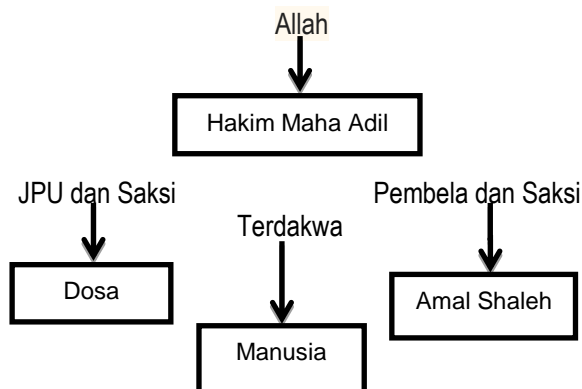 Allah
Hakim Maha Adil
JPU dan Saksi
Pembela dan Saksi
Terdakwa
Dosa
Amal Shaleh
Manusia